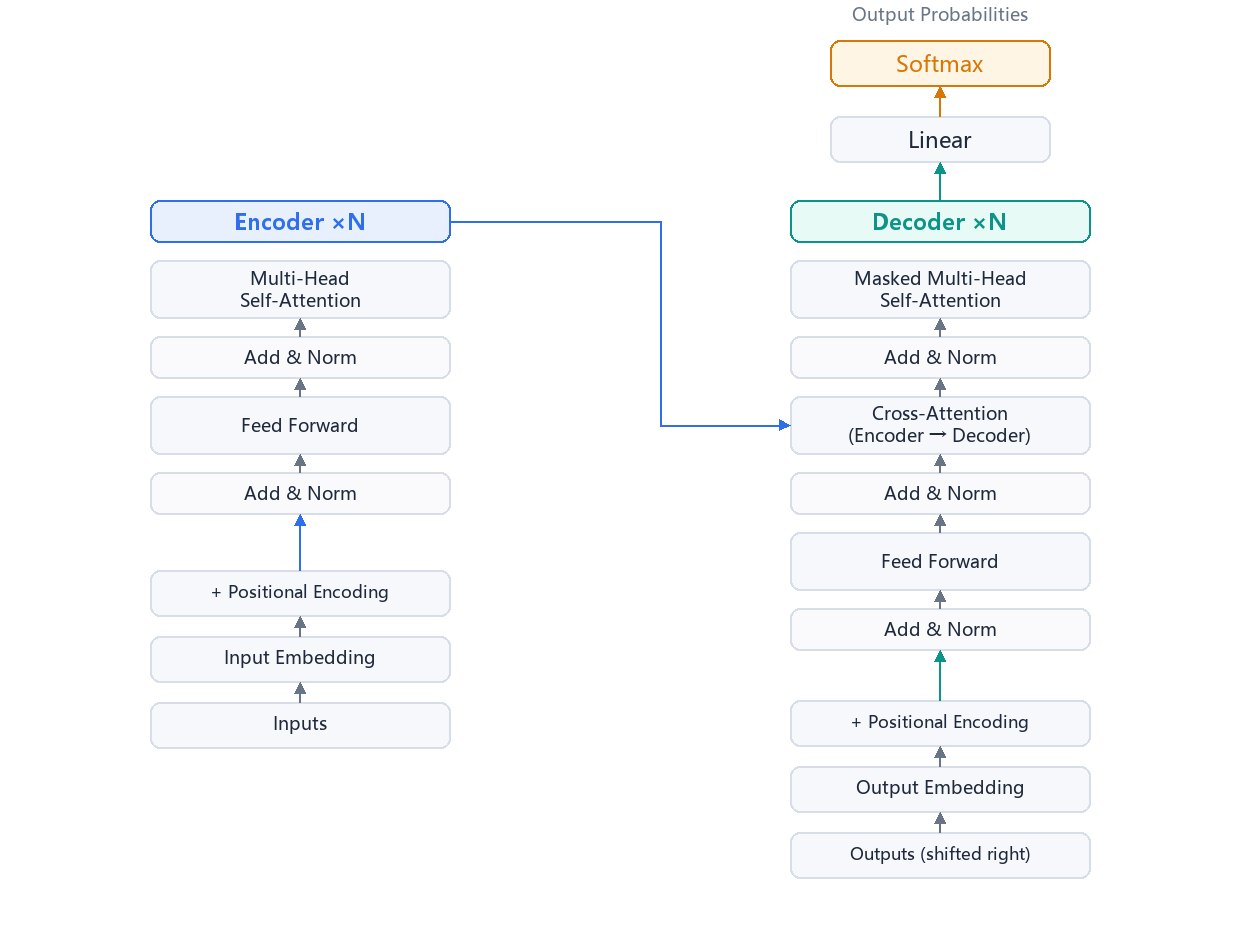 Output Probabilities
Softmax
Linear
Encoder ×N
Multi-Head
Self-Attention
Add & Norm
Feed Forward
Add & Norm
+ Positional Encoding
Input Embedding
Inputs
Decoder ×N
Masked Multi-Head
Self-Attention
Add & Norm
Cross-Attention
(Encoder → Decoder)
Add & Norm
Feed Forward
Add & Norm
+ Positional Encoding
Output Embedding
Outputs (shifted right)